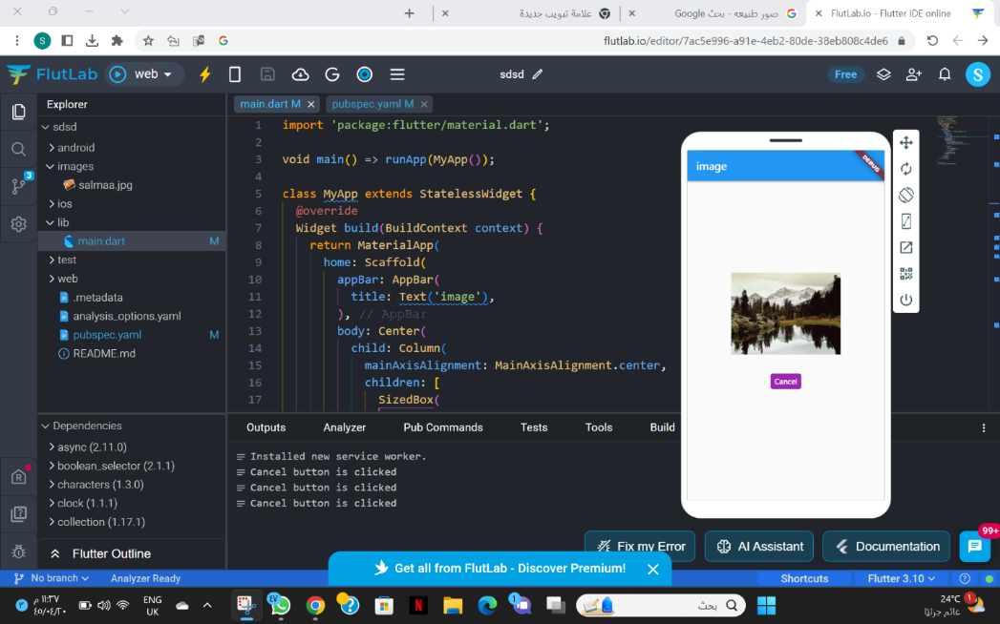 صور طبيعه - بحث Google
علامة تبويب جديدة
FlutLab.io - Flutter IDE online
flutlab.io/editor/7ac5e996-a91e-4eb2-80de-38eb808c4de6
S
FlutLab
web
sdsd
Free
S
Explorer
main.dart M
pubspec.yaml M
sdsd
android
images
salmaa.jpg
ios
lib
main.dart M
test
web
.metadata
analysis_options.yaml
pubspec.yaml M
README.md
3
1 import 'package:flutter/material.dart';
2
3 void main() => runApp(MyApp());
4
5 class MyApp extends StatelessWidget {
6 @override
7 Widget build(BuildContext context) {
8 return MaterialApp(
9 home: Scaffold(
10 appBar: AppBar(
11 title: Text('image'),
12 ), // AppBar
13 body: Center(
14 child: Column(
15 mainAxisAlignment: MainAxisAlignment.center,
16 children: [
17 SizedBox(
image
DEBUG
Cancel
Dependencies
async (2.11.0)
boolean_selector (2.1.1)
characters (1.3.0)
clock (1.1.1)
collection (1.17.1)
Flutter Outline
Outputs Analyzer Pub Commands Tests Tools Build
Installed new service worker.
Cancel button is clicked
Cancel button is clicked
Cancel button is clicked
Fix my Error
AI Assistant
Documentation
99+
Get all from FlutLab - Discover Premium!
No branch
Analyzer Ready
Shortcuts
Flutter 3.10
١١:٣٧ م
ENG
UK
بحث
24°C
غائم جزئيًا